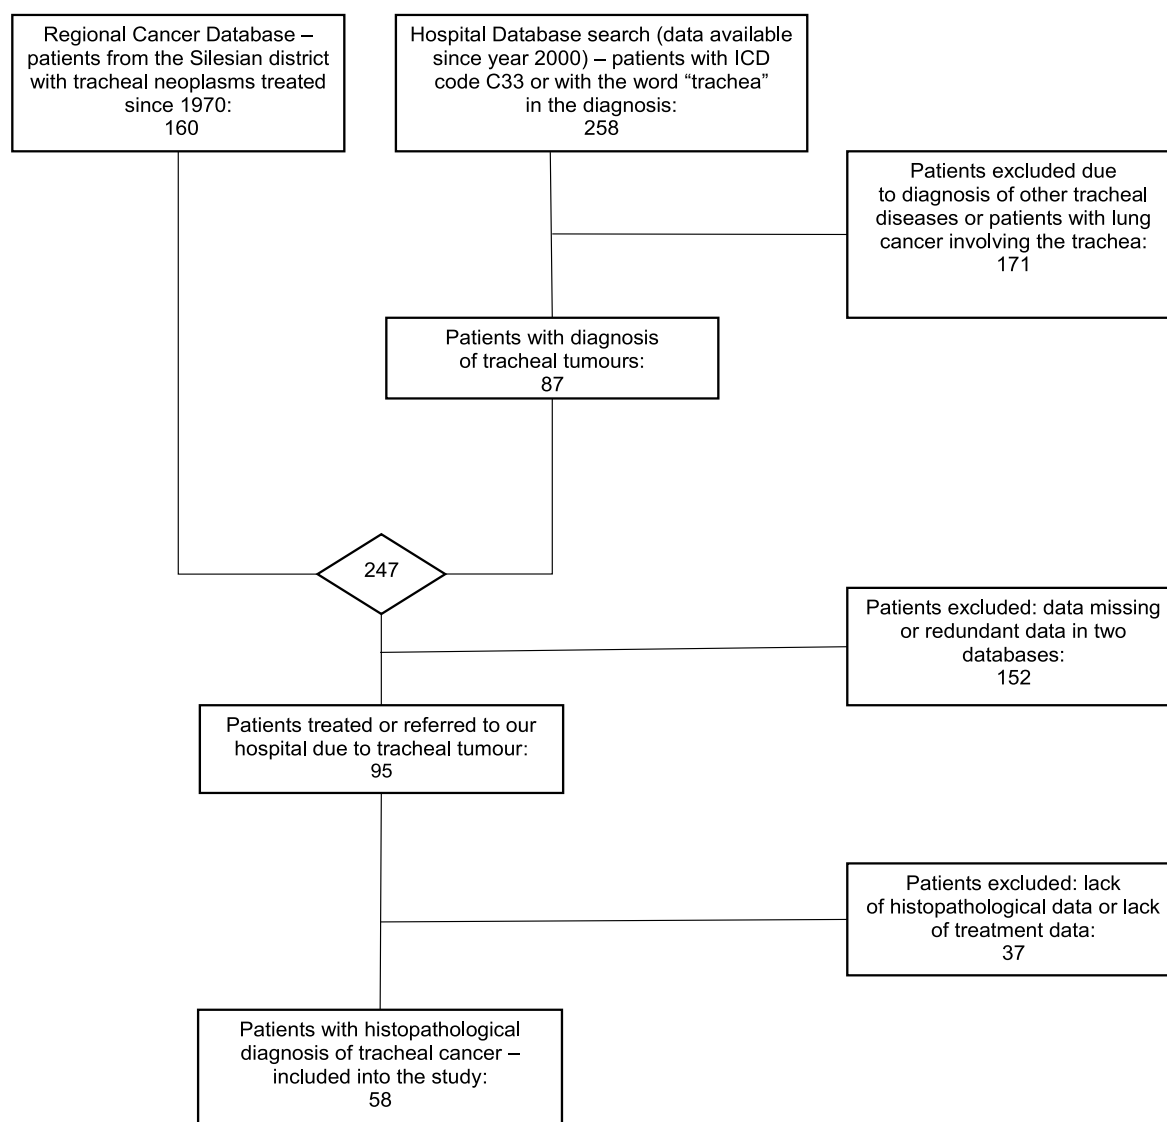 Regional Cancer Database –
patients from the Silesian district
with tracheal neoplasms treated
since 1970:
160
Hospital Database search (data available
since year 2000) – patients with ICD
code C33 or with the word “trachea”
in the diagnosis:
258
Patients excluded due
to diagnosis of other tracheal
diseases or patients with lung
cancer involving the trachea:
171
Patients with diagnosis
of tracheal tumours:
87
247
Patients excluded: data missing
or redundant data in two
databases:
152
Patients treated or referred to our
hospital due to tracheal tumour:
95
Patients excluded: lack
of histopathological data or lack
of treatment data:
37
Patients with histopathological
diagnosis of tracheal cancer –
included into the study:
58